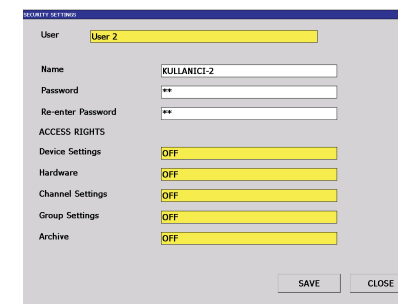 SECURITY SETTINGS
User User 2
Name KULLANICI-2
Password **
Re-enter Password **
ACCESS RIGHTS
Device Settings OFF
Hardware OFF
Channel Settings OFF
Group Settings OFF
Archive OFF
SAVE CLOSE